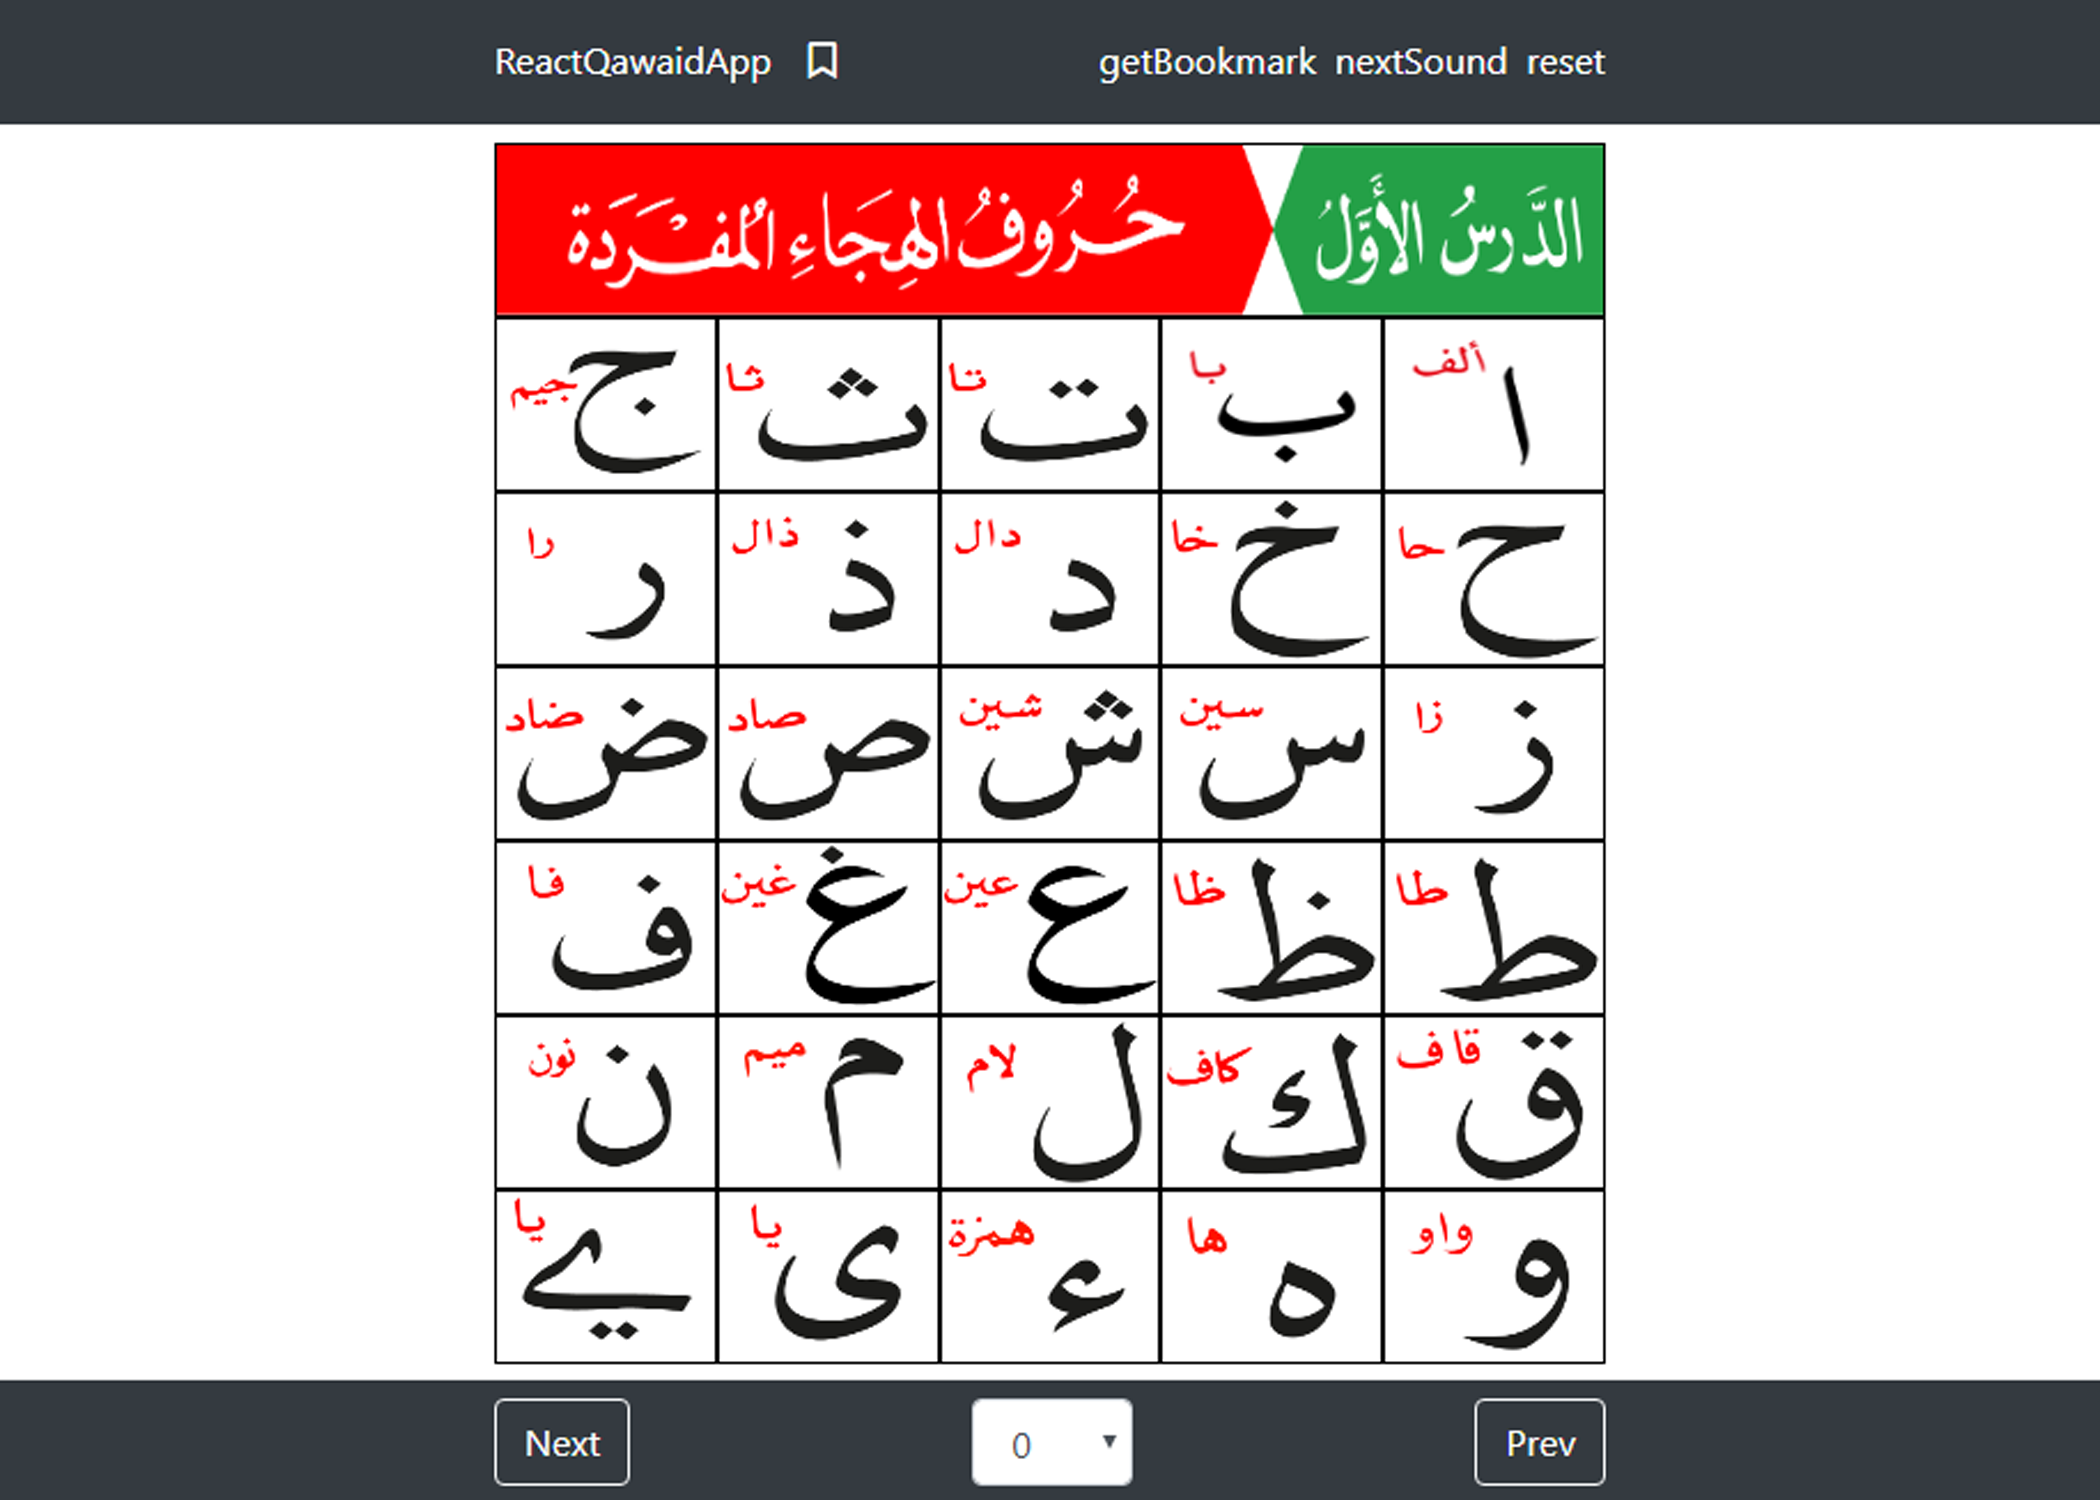 ReactQawaidApp getBookmark nextSound reset
الدَّرسُ الأَوَّلُ حُرُوفُ الهِجَاءِ المُفْرَدَة
ألف ا با ب تا ت ثا ث جيم ج
حا ح خا خ دال د ذال ذ را ر
زا ز سين س شين ش صاد ص ضاد ض
طا ط ظا ظ عين ع غين غ فا ف
قاف ق كاف ك لام ل ميم م نون ن
واو و ها ه همزة ء يا ى يا ے
Next 0 Prev